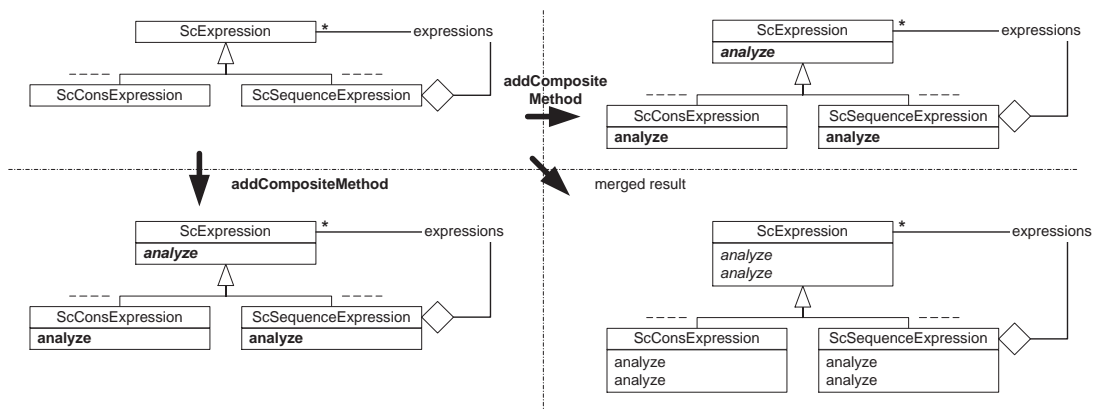 ScExpression
*
expressions
ScConsExpression
ScSequenceExpression
addComposite
Method
ScExpression
analyze
*
expressions
ScConsExpression
analyze
ScSequenceExpression
analyze
addCompositeMethod
merged result
ScExpression
analyze
*
expressions
ScConsExpression
analyze
ScSequenceExpression
analyze
ScExpression
analyze
analyze
*
expressions
ScConsExpression
analyze
analyze
ScSequenceExpression
analyze
analyze